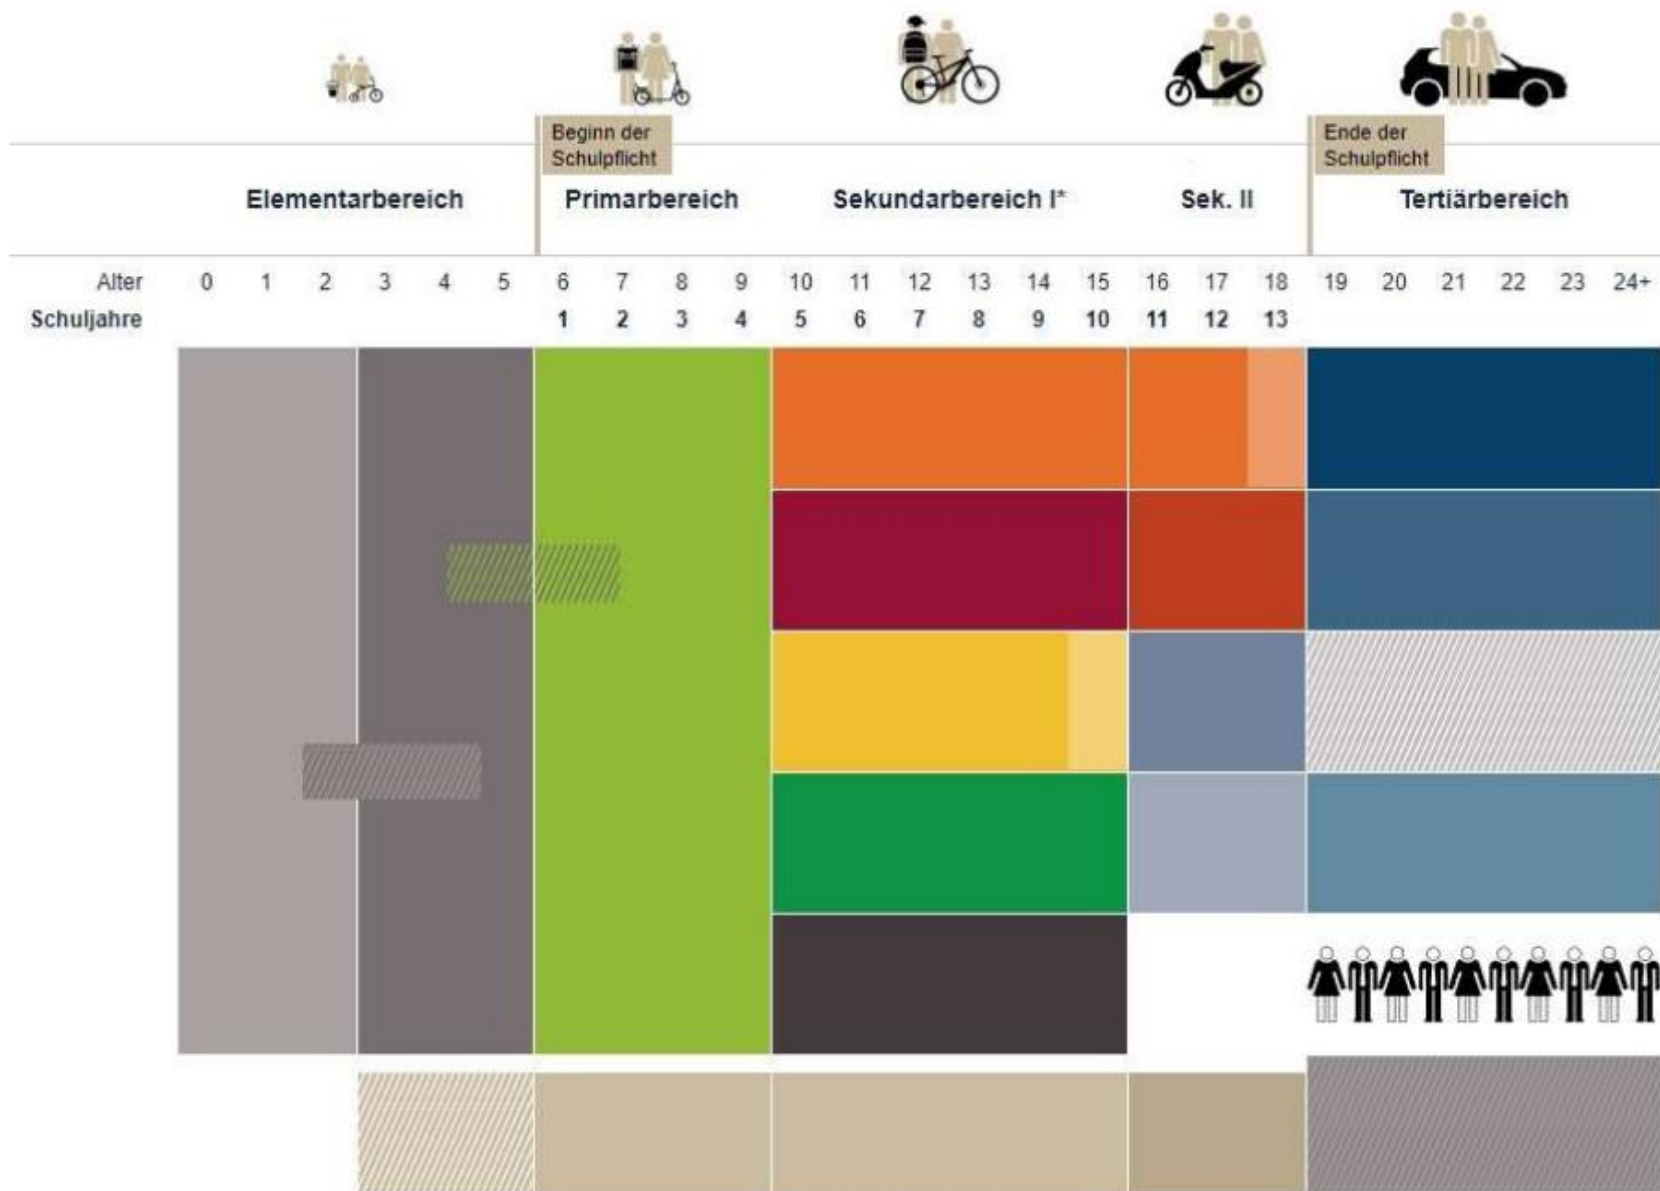 Beginn der
Schulpflicht
Ende der
Schulpflicht
Elementarbereich
Primarbereich
Sekundarbereich I*
Sek. II
Tertiärbereich
Alter 0 1 2 3 4 5 6 7 8 9 10 11 12 13 14 15 16 17 18 19 20 21 22 23 24+
Schuljahre 1 2 3 4 5 6 7 8 9 10 11 12 13